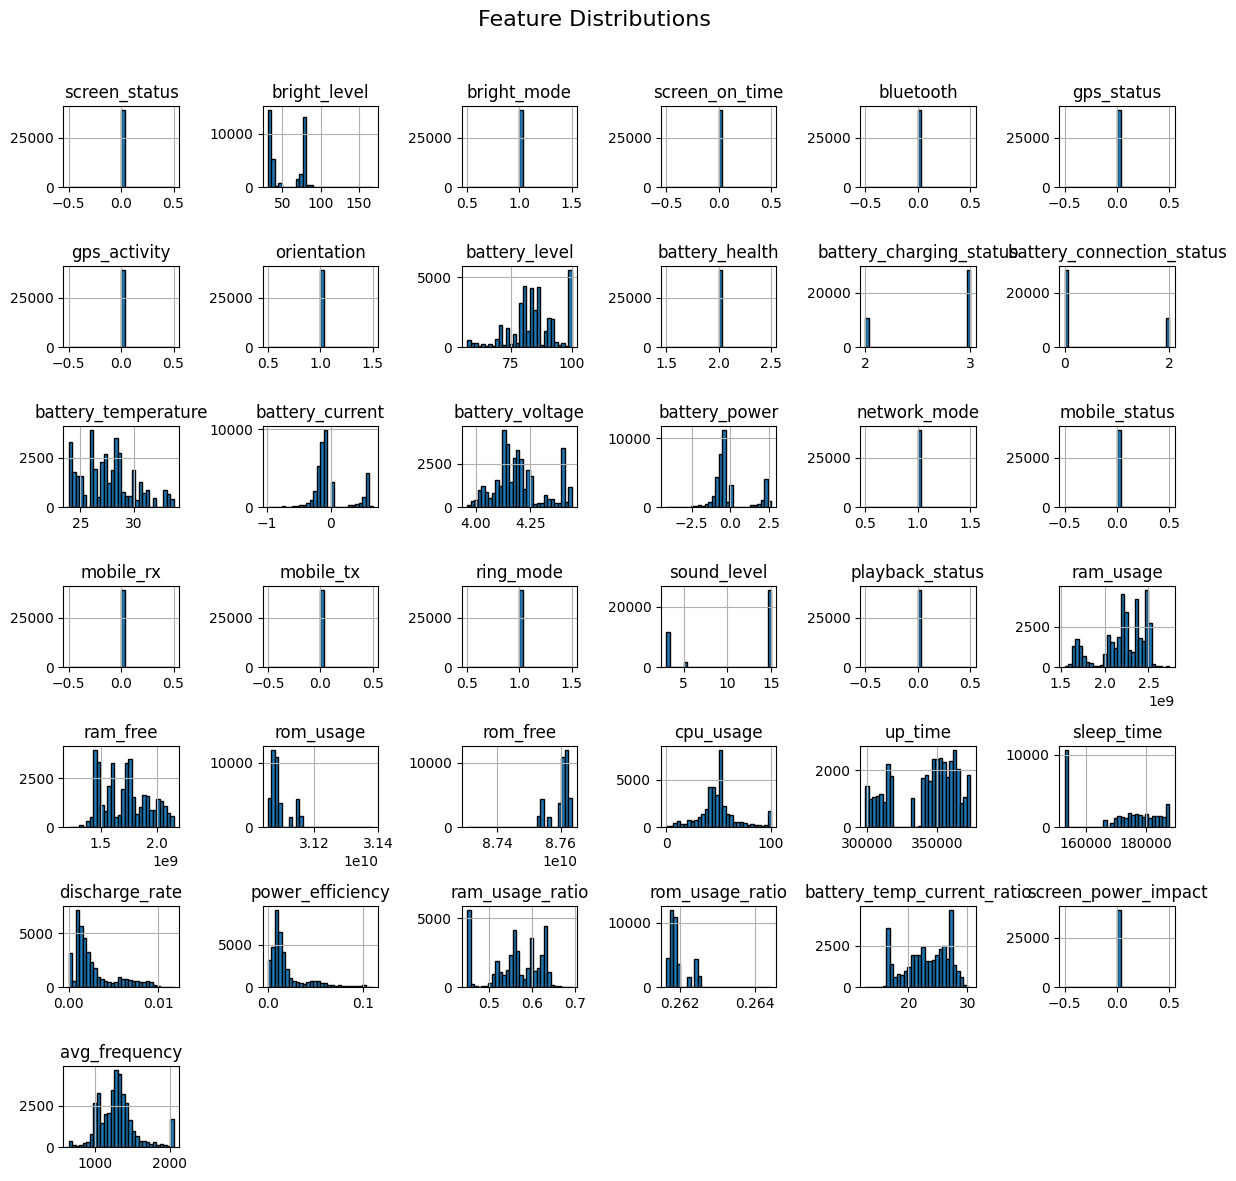 Feature Distributions
screen_status bright_level bright_mode screen_on_time bluetooth gps_status
25000 10000 25000 25000 25000 25000
0 0 0 0 0 0
−0.5 0.0 0.5 50 100 150 0.5 1.0 1.5 −0.5 0.0 0.5 −0.5 0.0 0.5 −0.5 0.0 0.5
gps_activity orientation battery_level battery_health battery_charging_status battery_connection_status
25000 25000 5000 25000 20000 20000
0 0 0 0 0 0
−0.5 0.0 0.5 0.5 1.0 1.5 75 100 1.5 2.0 2.5 2 3 0 2
battery_temperature battery_current battery_voltage battery_power network_mode mobile_status
10000 10000
2500 2500 25000 25000
0 0 0 0 0 0
25 30 −1 0 4.00 4.25 −2.5 0.0 2.5 0.5 1.0 1.5 −0.5 0.0 0.5
mobile_rx mobile_tx ring_mode sound_level playback_status ram_usage
25000 25000 25000 20000 25000 2500
0 0 0 0 0 0
−0.5 0.0 0.5 −0.5 0.0 0.5 0.5 1.0 1.5 5 10 15 −0.5 0.0 0.5 1.5 2.0 2.5
1e9
ram_free rom_usage rom_free cpu_usage up_time sleep_time
2500 10000 10000 5000 2000 10000
0 0 0 0 0 0
1.5 2.0 3.12 3.14 8.74 8.76 0 100 300000 350000 160000 180000
1e9 1e10 1e10
discharge_rate power_efficiency ram_usage_ratio rom_usage_ratio battery_temp_current_ratio screen_power_impact
5000 5000 5000 10000 2500 25000
0 0 0 0 0 0
0.00 0.01 0.0 0.1 0.5 0.6 0.7 0.262 0.264 20 30 −0.5 0.0 0.5
avg_frequency
2500
0
1000 2000